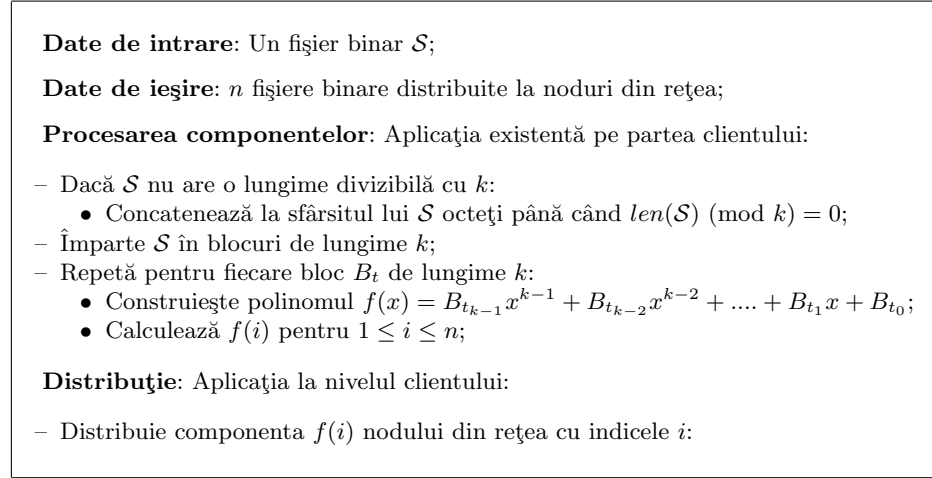 Date de intrare: Un fişier binar S;
Date de ieşire: n fişiere binare distribuite la noduri din reţea;
Procesarea componentelor: Aplicaţia existentă pe partea clientului:
– Dacă S nu are o lungime divizibilă cu k:
• Concatenează la sfârsitul lui S octeţi până când len(S) (mod k) = 0;
– Împarte S în blocuri de lungime k;
– Repetă pentru fiecare bloc B_t de lungime k:
• Construieşte polinomul f(x) = B_{t_{k−1}}x^{k−1} + B_{t_{k−2}}x^{k−2} + .... + B_{t_1}x + B_{t_0};
• Calculează f(i) pentru 1 ≤ i ≤ n;
Distribuţie: Aplicaţia la nivelul clientului:
– Distribuie componenta f(i) nodului din reţea cu indicele i: